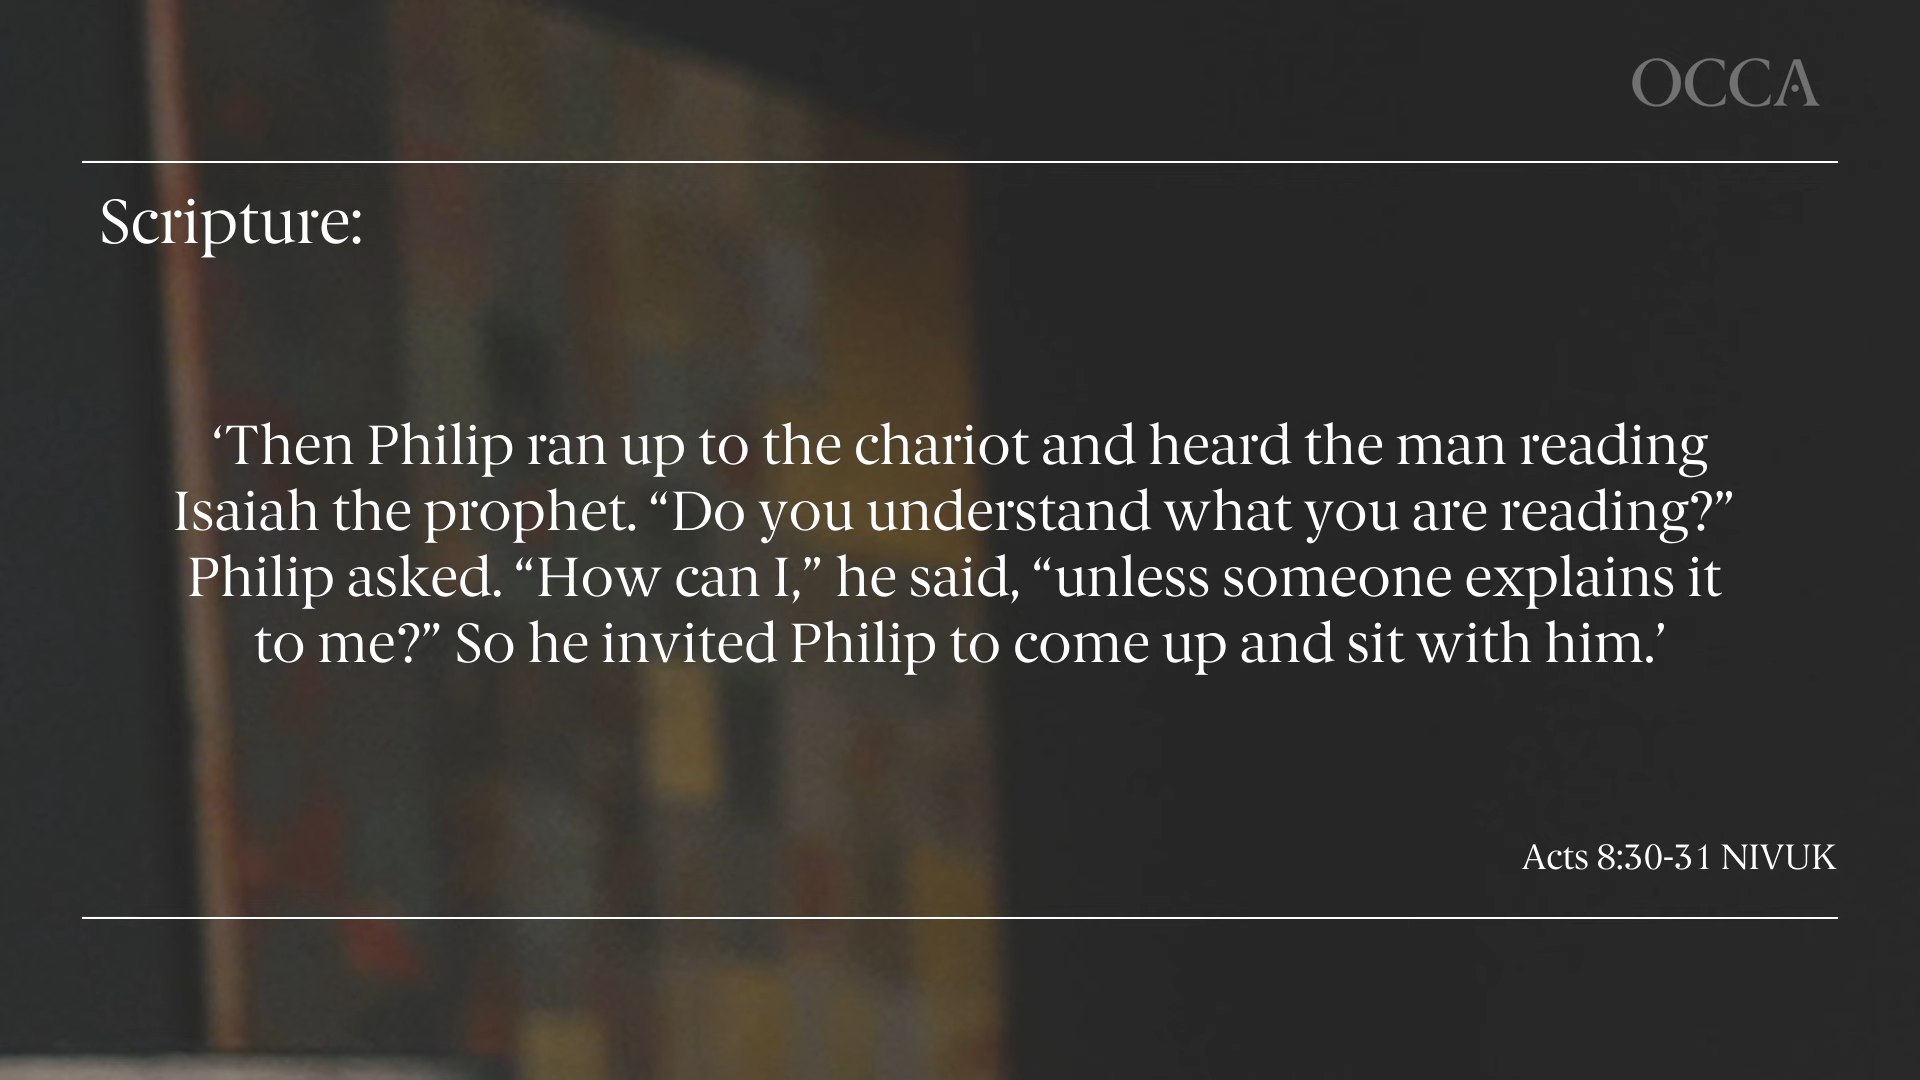 OCCA
Scripture:
‘Then Philip ran up to the chariot and heard the man reading
Isaiah the prophet. “Do you understand what you are reading?”
Philip asked. “How can I,” he said, “unless someone explains it
to me?” So he invited Philip to come up and sit with him.’
Acts 8:30-31 NIVUK